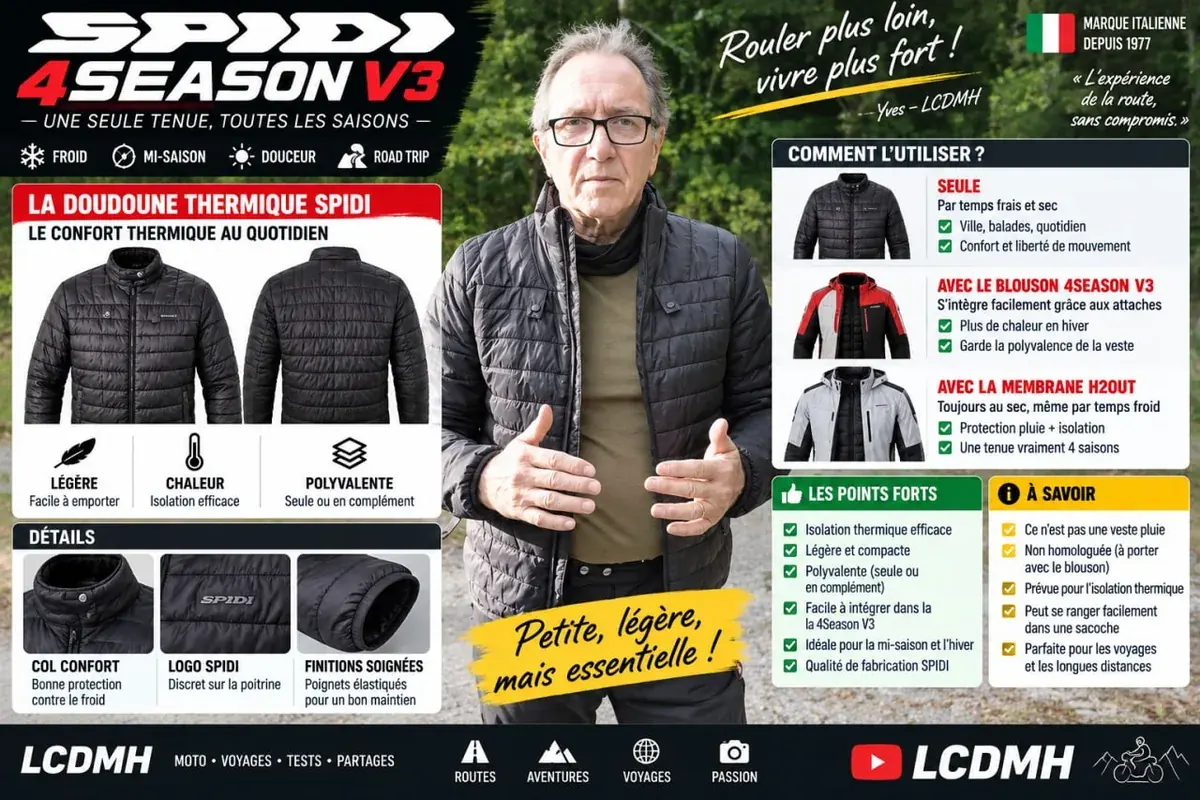 SPIDI
4SEASON V3
— UNE SEULE TENUE, TOUTES LES SAISONS —
FROID
MI-SAISON
DOUCEUR
ROAD TRIP
LA DOUDOUNE THERMIQUE SPIDI
LE CONFORT THERMIQUE AU QUOTIDIEN
LÉGÈRE
Facile à emporter
CHALEUR
Isolation efficace
POLYVALENTE
Seule ou en complément
DÉTAILS
SPIDI
COL CONFORT
Bonne protection
contre le froid
LOGO SPIDI
Discret sur la poitrine
FINITIONS SOIGNÉES
Poignets élastiqués
pour un bon maintien
Rouler plus loin,
vivre plus fort !
Yves – LCDMH
MARQUE ITALIENNE
DEPUIS 1977
« L'expérience
de la route,
sans compromis. »
COMMENT L'UTILISER ?
SEULE
Par temps frais et sec
Ville, balades, quotidien
Confort et liberté de mouvement
AVEC LE BLOUSON 4SEASON V3
S'intègre facilement grâce aux attaches
Plus de chaleur en hiver
Garde la polyvalence de la veste
AVEC LA MEMBRANE H2OUT
Toujours au sec, même par temps froid
Protection pluie + isolation
Une tenue vraiment 4 saisons
LES POINTS FORTS
Isolation thermique efficace
Légère et compacte
Polyvalente (seule ou
en complément)
Facile à intégrer dans la
4Season V3
Idéale pour la mi-saison et l'hiver
Qualité de fabrication SPIDI
À SAVOIR
Ce n'est pas une veste pluie
Non homologuée (à porter
avec le blouson)
Prévue pour l'isolation thermique
Peut se ranger facilement
dans une sacoche
Parfaite pour les voyages
et les longues distances
Petite, légère,
mais essentielle !
LCDMH
MOTO • VOYAGES • TESTS • PARTAGES
ROUTES
AVENTURES
VOYAGES
PASSION
LCDMH